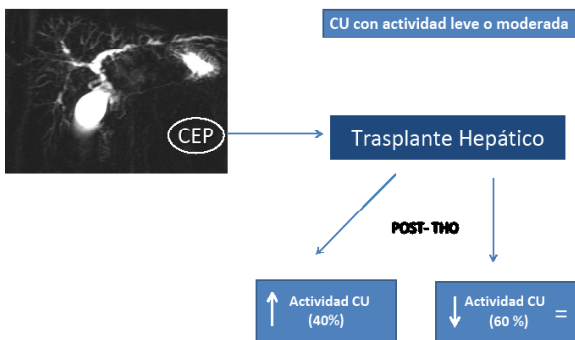 CU con actividad leve o moderada
CEP
Trasplante Hepático
POST- THO
Actividad CU
(40%)
Actividad CU
(60 %) =